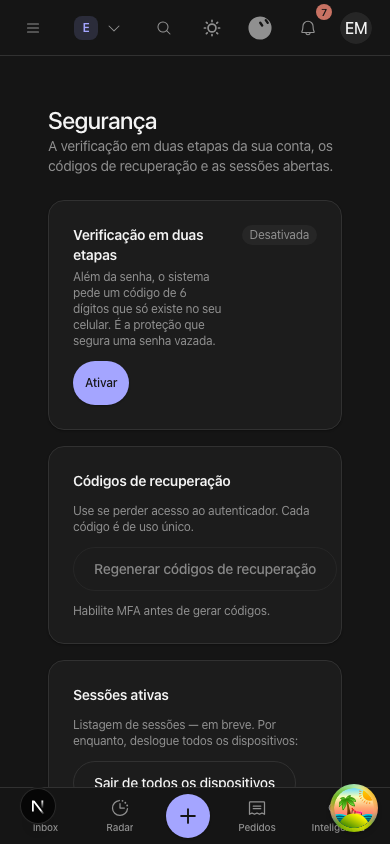 E
7
EM
Segurança
A verificação em duas etapas da sua conta, os
códigos de recuperação e as sessões abertas.
Verificação em duas
etapas
Desativada
Além da senha, o sistema
pede um código de 6
dígitos que só existe no seu
celular. É a proteção que
segura uma senha vazada.
Ativar
Códigos de recuperação
Use se perder acesso ao autenticador. Cada
código é de uso único.
Regenerar códigos de recuperação
Habilite MFA antes de gerar códigos.
Sessões ativas
Listagem de sessões — em breve. Por
enquanto, deslogue todos os dispositivos:
Sair de todos os dispositivos
N
Inbox
Radar
Pedidos